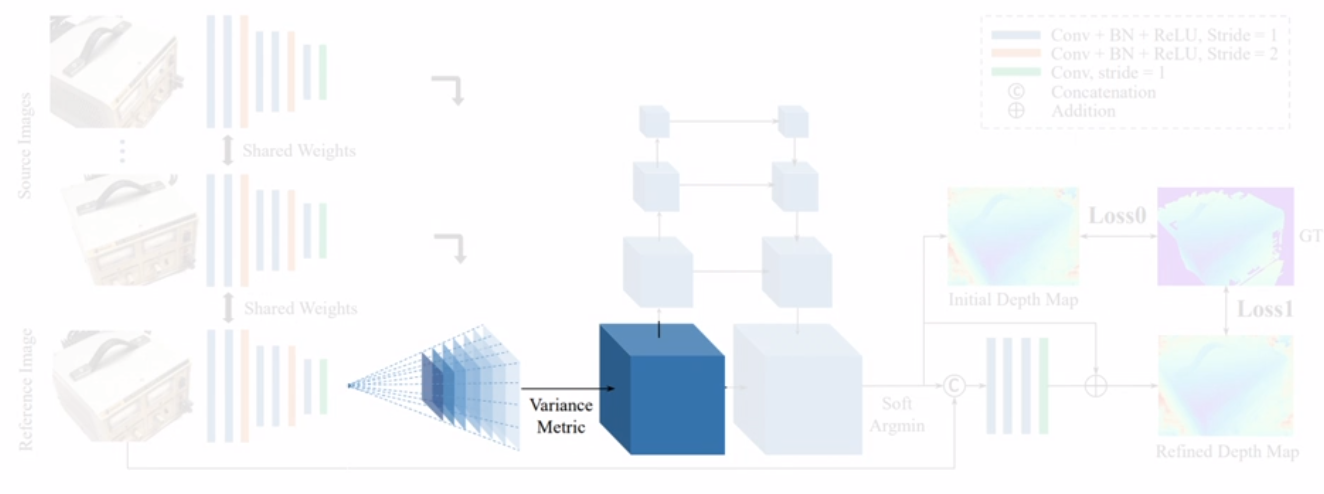 Conv + BN + ReLU, Stride = 1
Conv + BN + ReLU, Stride = 2
Conv, stride = 1
C Concatenation
Addition
Source Images
Shared Weights
Shared Weights
Reference Image
Variance
Metric
Soft
Argmin
C
Initial Depth Map
Loss0
GT
Loss1
Refined Depth Map